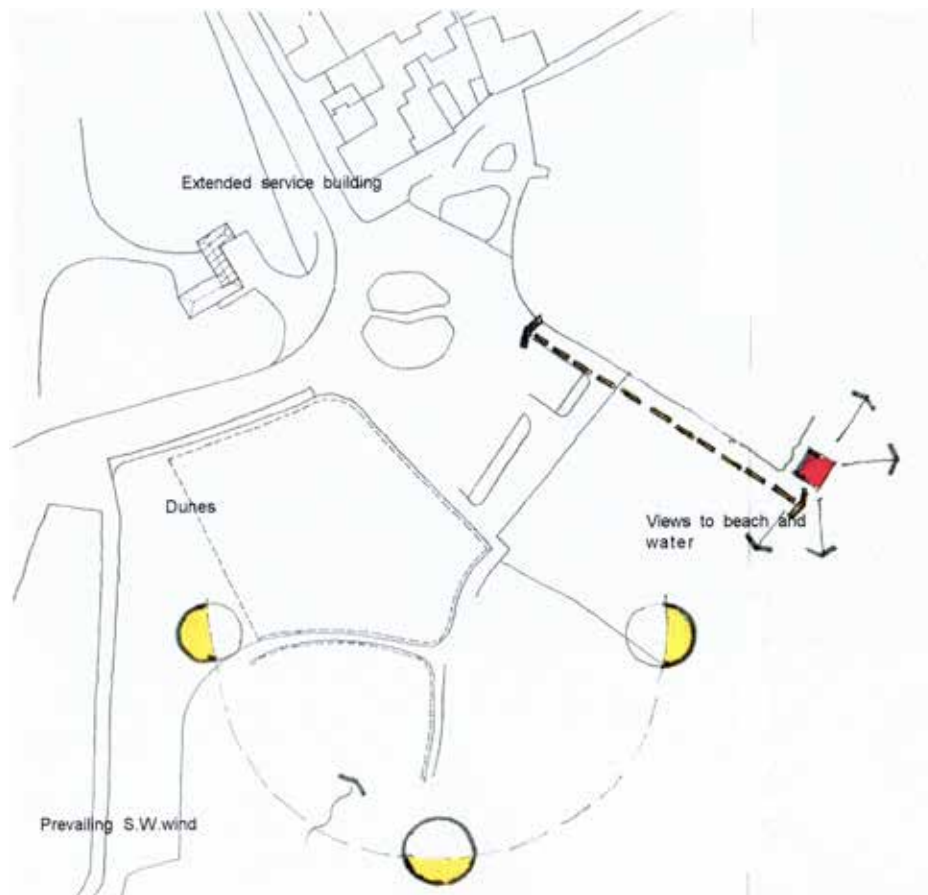 Extended service building
Dunes
Views to beach and
water
Prevailing S.W.wind